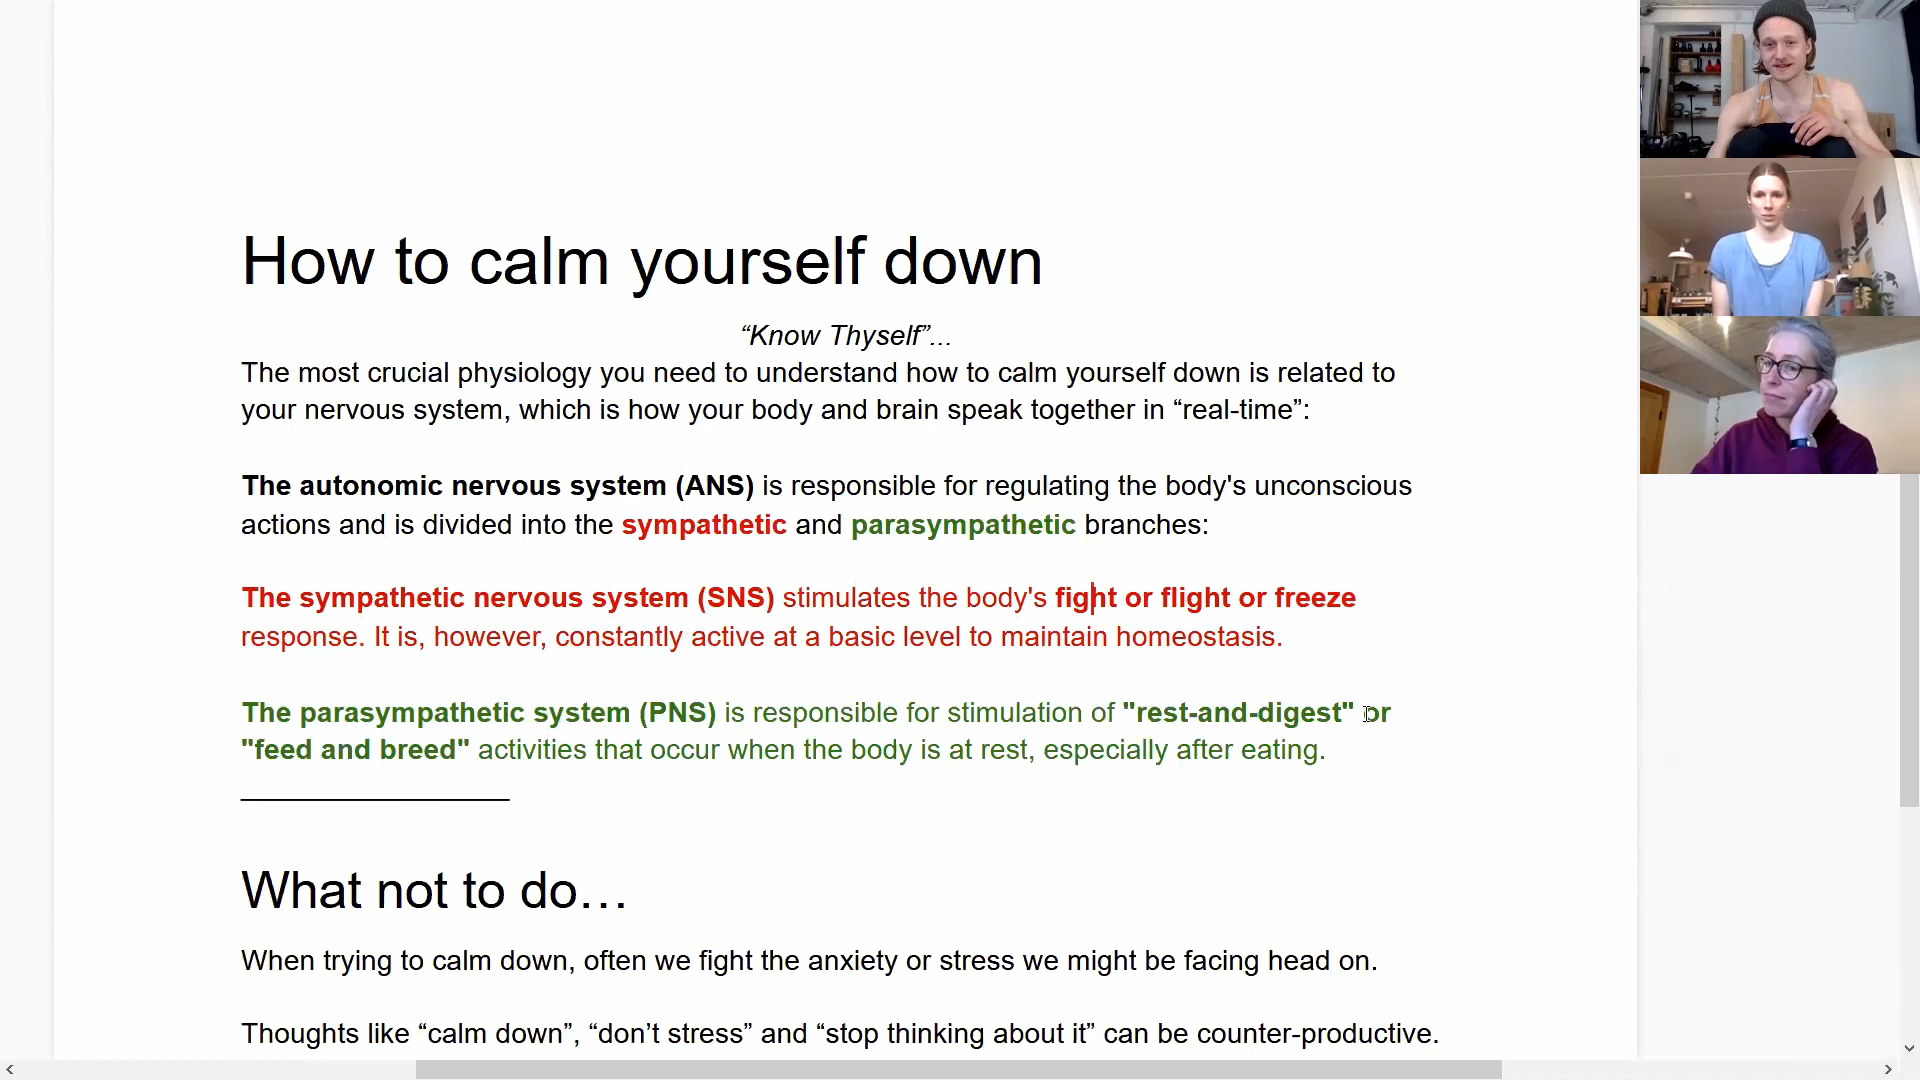 How to calm yourself down
“Know Thyself”...
The most crucial physiology you need to understand how to calm yourself down is related to
your nervous system, which is how your body and brain speak together in “real-time”:
The autonomic nervous system (ANS) is responsible for regulating the body's unconscious
actions and is divided into the sympathetic and parasympathetic branches:
The sympathetic nervous system (SNS) stimulates the body's fight or flight or freeze
response. It is, however, constantly active at a basic level to maintain homeostasis.
The parasympathetic system (PNS) is responsible for stimulation of "rest-and-digest" or
"feed and breed" activities that occur when the body is at rest, especially after eating.
What not to do…
When trying to calm down, often we fight the anxiety or stress we might be facing head on.
Thoughts like “calm down”, “don’t stress” and “stop thinking about it” can be counter-productive.